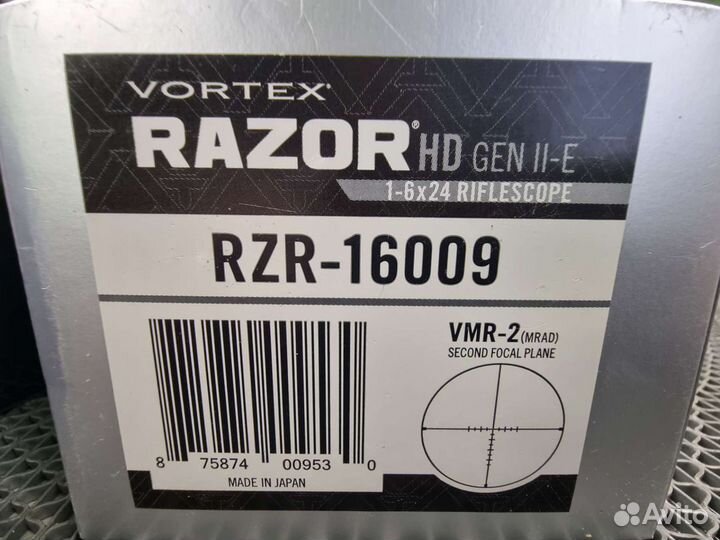 VORTEX®
RAZOR® HD GEN II-E
1-6x24 RIFLESCOPE
RZR-16009
VMR-2 (MRAD)
SECOND FOCAL PLANE
8 75874 00953 0
MADE IN JAPAN
Avito